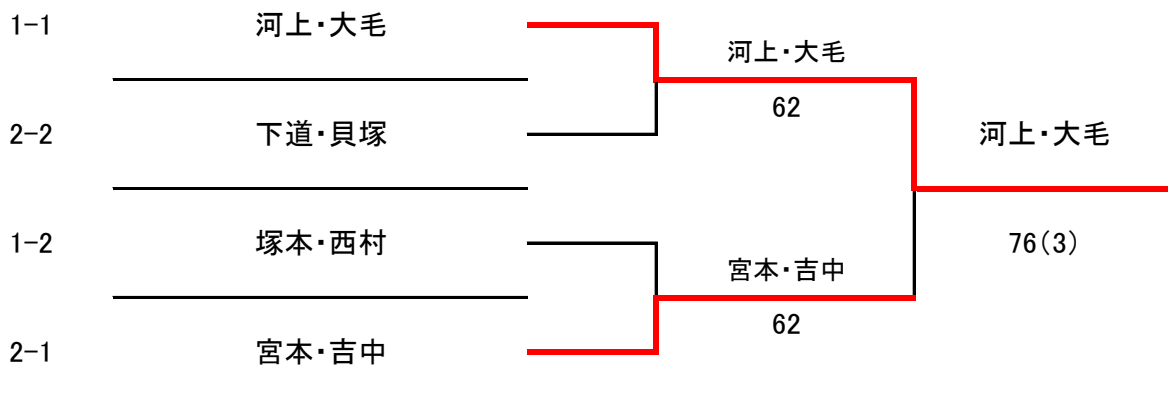 1-1 河上・大毛
河上・大毛
62
2-2 下道・貝塚
河上・大毛
1-2 塚本・西村
76(3)
宮本・吉中
62
2-1 宮本・吉中